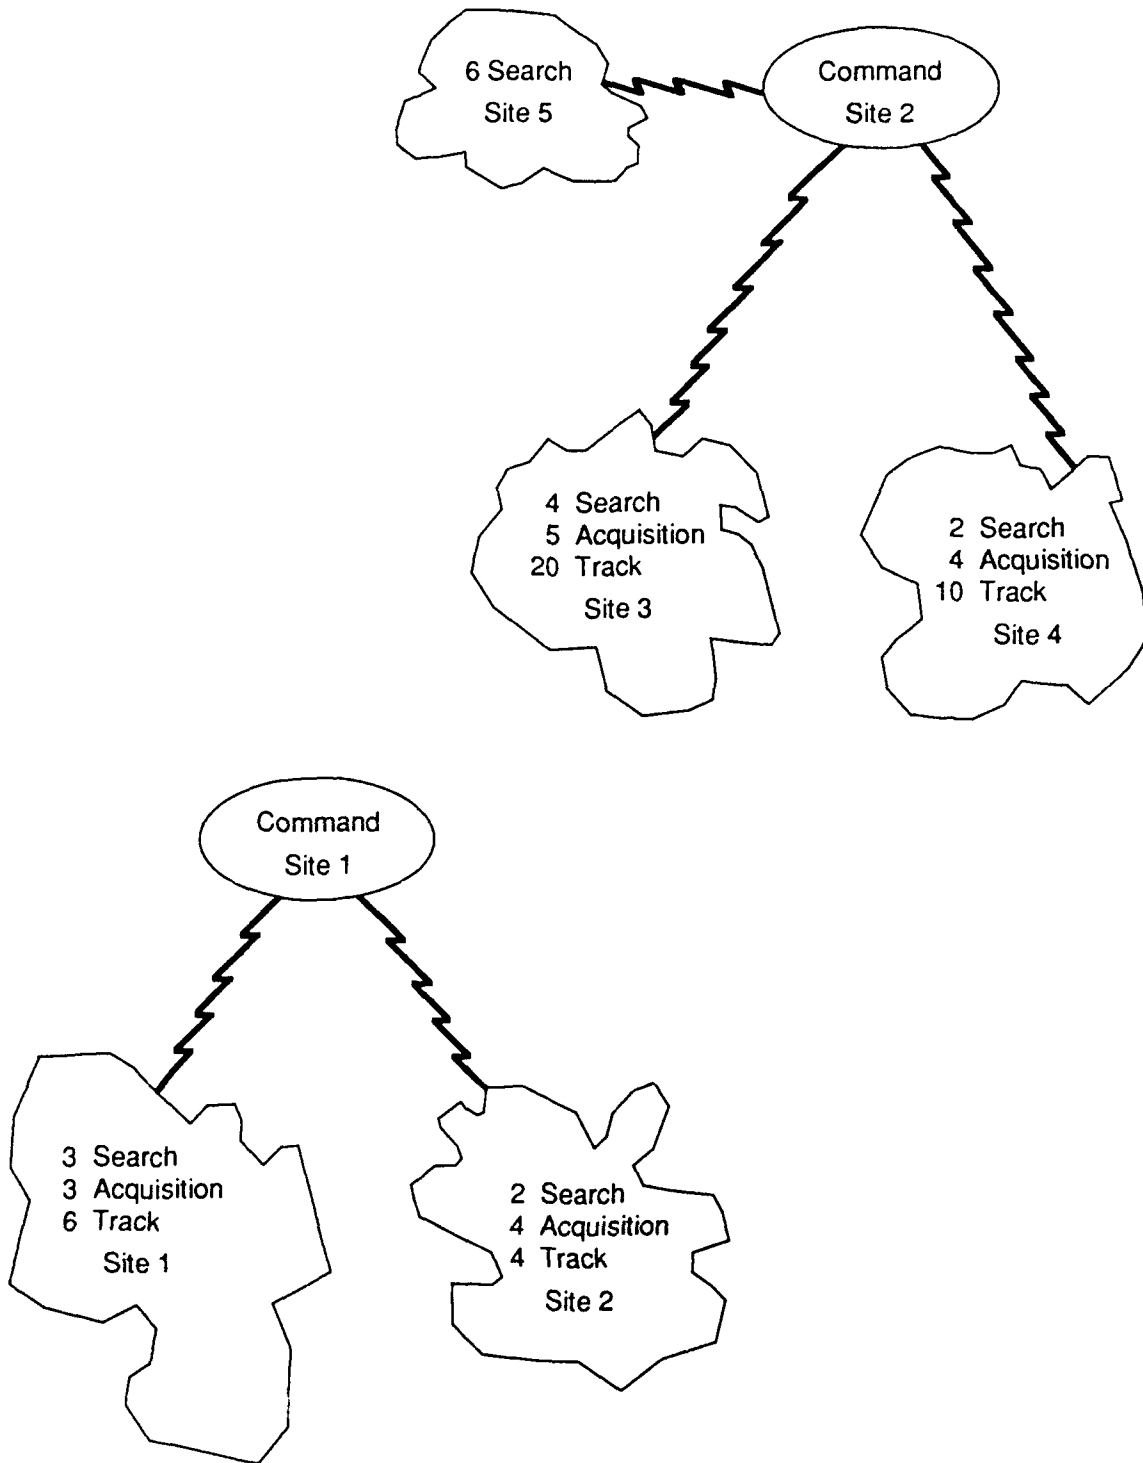 6 Search
Site 5
Command
Site 2
4 Search
5 Acquisition
20 Track
Site 3
2 Search
4 Acquisition
10 Track
Site 4
Command
Site 1
3 Search
3 Acquisition
6 Track
Site 1
2 Search
4 Acquisition
4 Track
Site 2